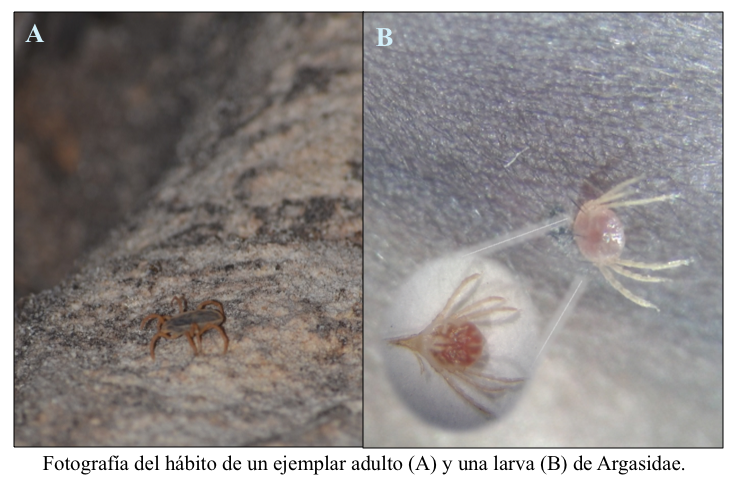 A
B
Fotografía del hábito de un ejemplar adulto (A) y una larva (B) de Argasidae.